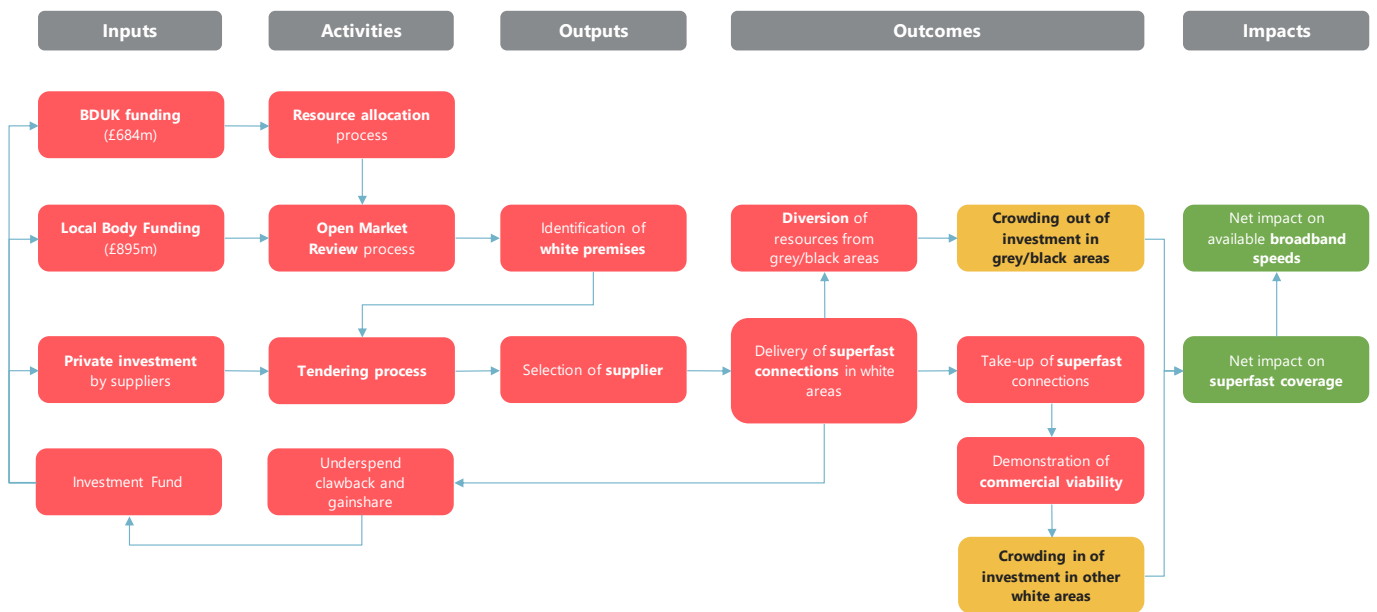 Inputs
Activities
Outputs
Outcomes
Impacts
BDUK funding
(£684m)
Resource allocation
process
Local Body Funding
(£895m)
Open Market
Review process
Identification of
white premises
Diversion of
resources from
grey/black areas
Crowding out of
investment in
grey/black areas
Net impact on
available broadband
speeds
Private investment
by suppliers
Tendering process
Selection of supplier
Delivery of superfast
connections in white
areas
Take-up of superfast
connections
Net impact on
superfast coverage
Investment Fund
Underspend
clawback and
gainshare
Demonstration of
commercial viability
Crowding in of
investment in other
white areas